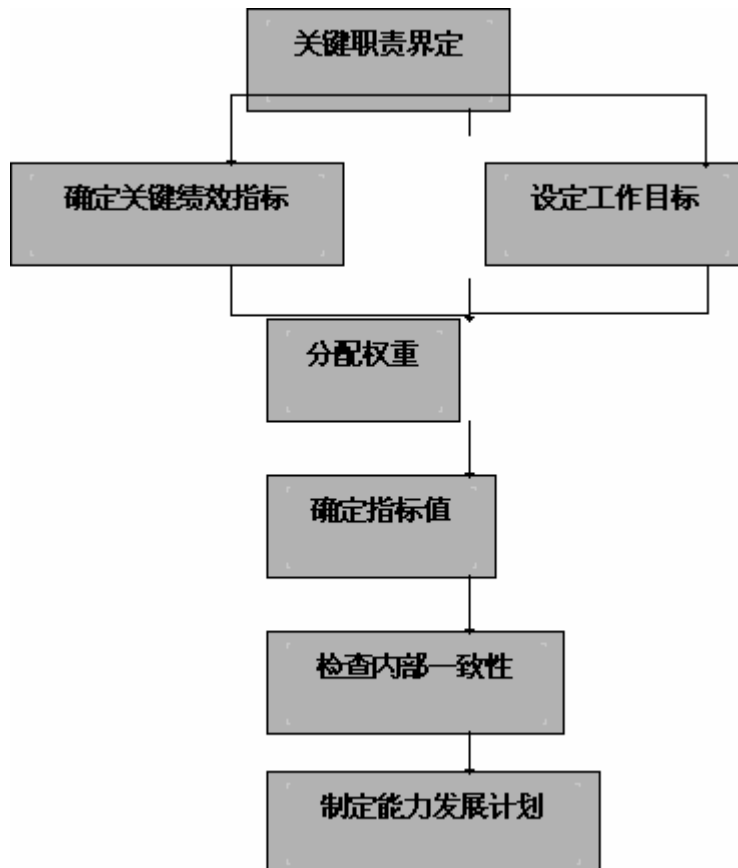 关键职责界定
确定关键绩效指标
设定工作目标
分配权重
确定指标值
检查内部一致性
制定能力发展计划